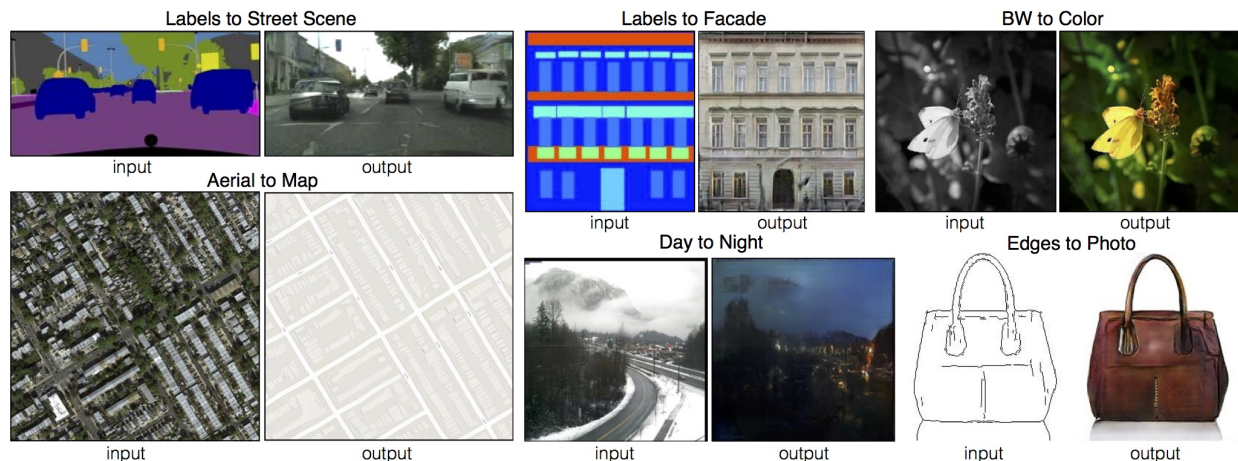 Labels to Street Scene
input
output
Aerial to Map
input
output
Labels to Facade
input
output
BW to Color
input
output
Day to Night
input
output
Edges to Photo
input
output